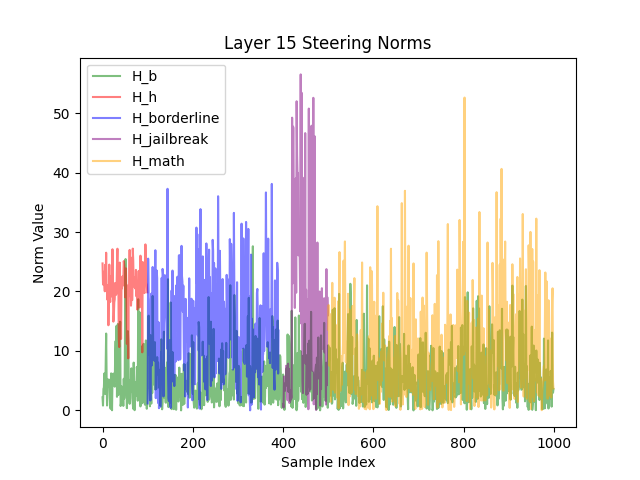 Layer 15 Steering Norms
H_b
H_h
H_borderline
H_jailbreak
H_math
Norm Value
50
40
30
20
10
0
0 200 400 600 800 1000
Sample Index